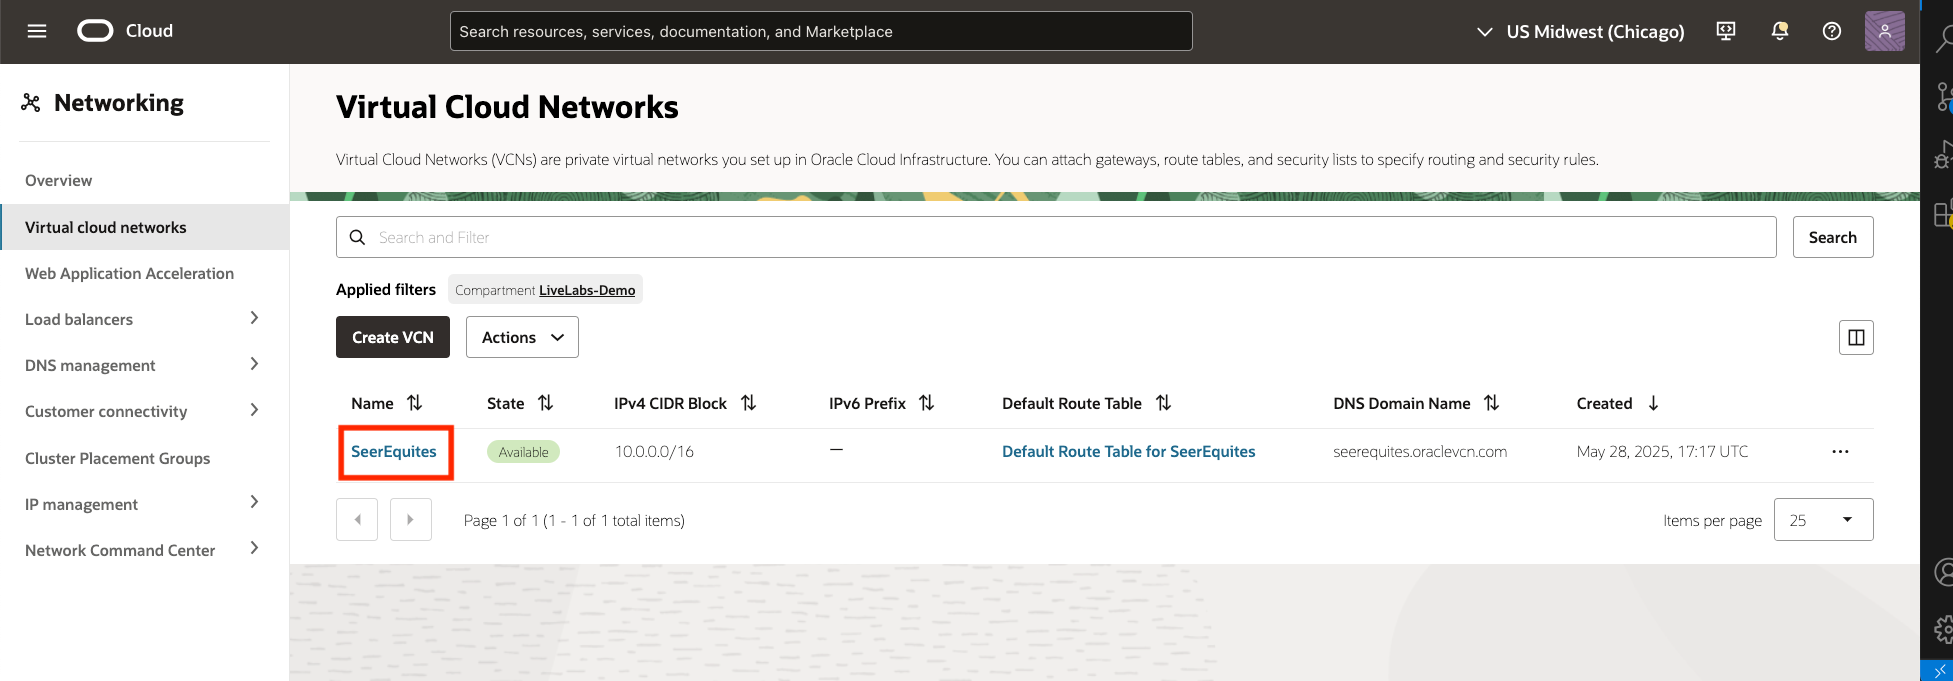 Cloud
Search resources, services, documentation, and Marketplace
US Midwest (Chicago)
Networking
Overview
Virtual cloud networks
Web Application Acceleration
Load balancers
DNS management
Customer connectivity
Cluster Placement Groups
IP management
Network Command Center
Virtual Cloud Networks
Virtual Cloud Networks (VCNs) are private virtual networks you set up in Oracle Cloud Infrastructure. You can attach gateways, route tables, and security lists to specify routing and security rules.
Search and Filter
Search
Applied filters Compartment LiveLabs-Demo
Create VCN Actions
Name State IPv4 CIDR Block IPv6 Prefix Default Route Table DNS Domain Name Created
SeerEquites Available 10.0.0.0/16 — Default Route Table for SeerEquites seerequites.oraclevcn.com May 28, 2025, 17:17 UTC
Page 1 of 1 (1 - 1 of 1 total items) Items per page 25